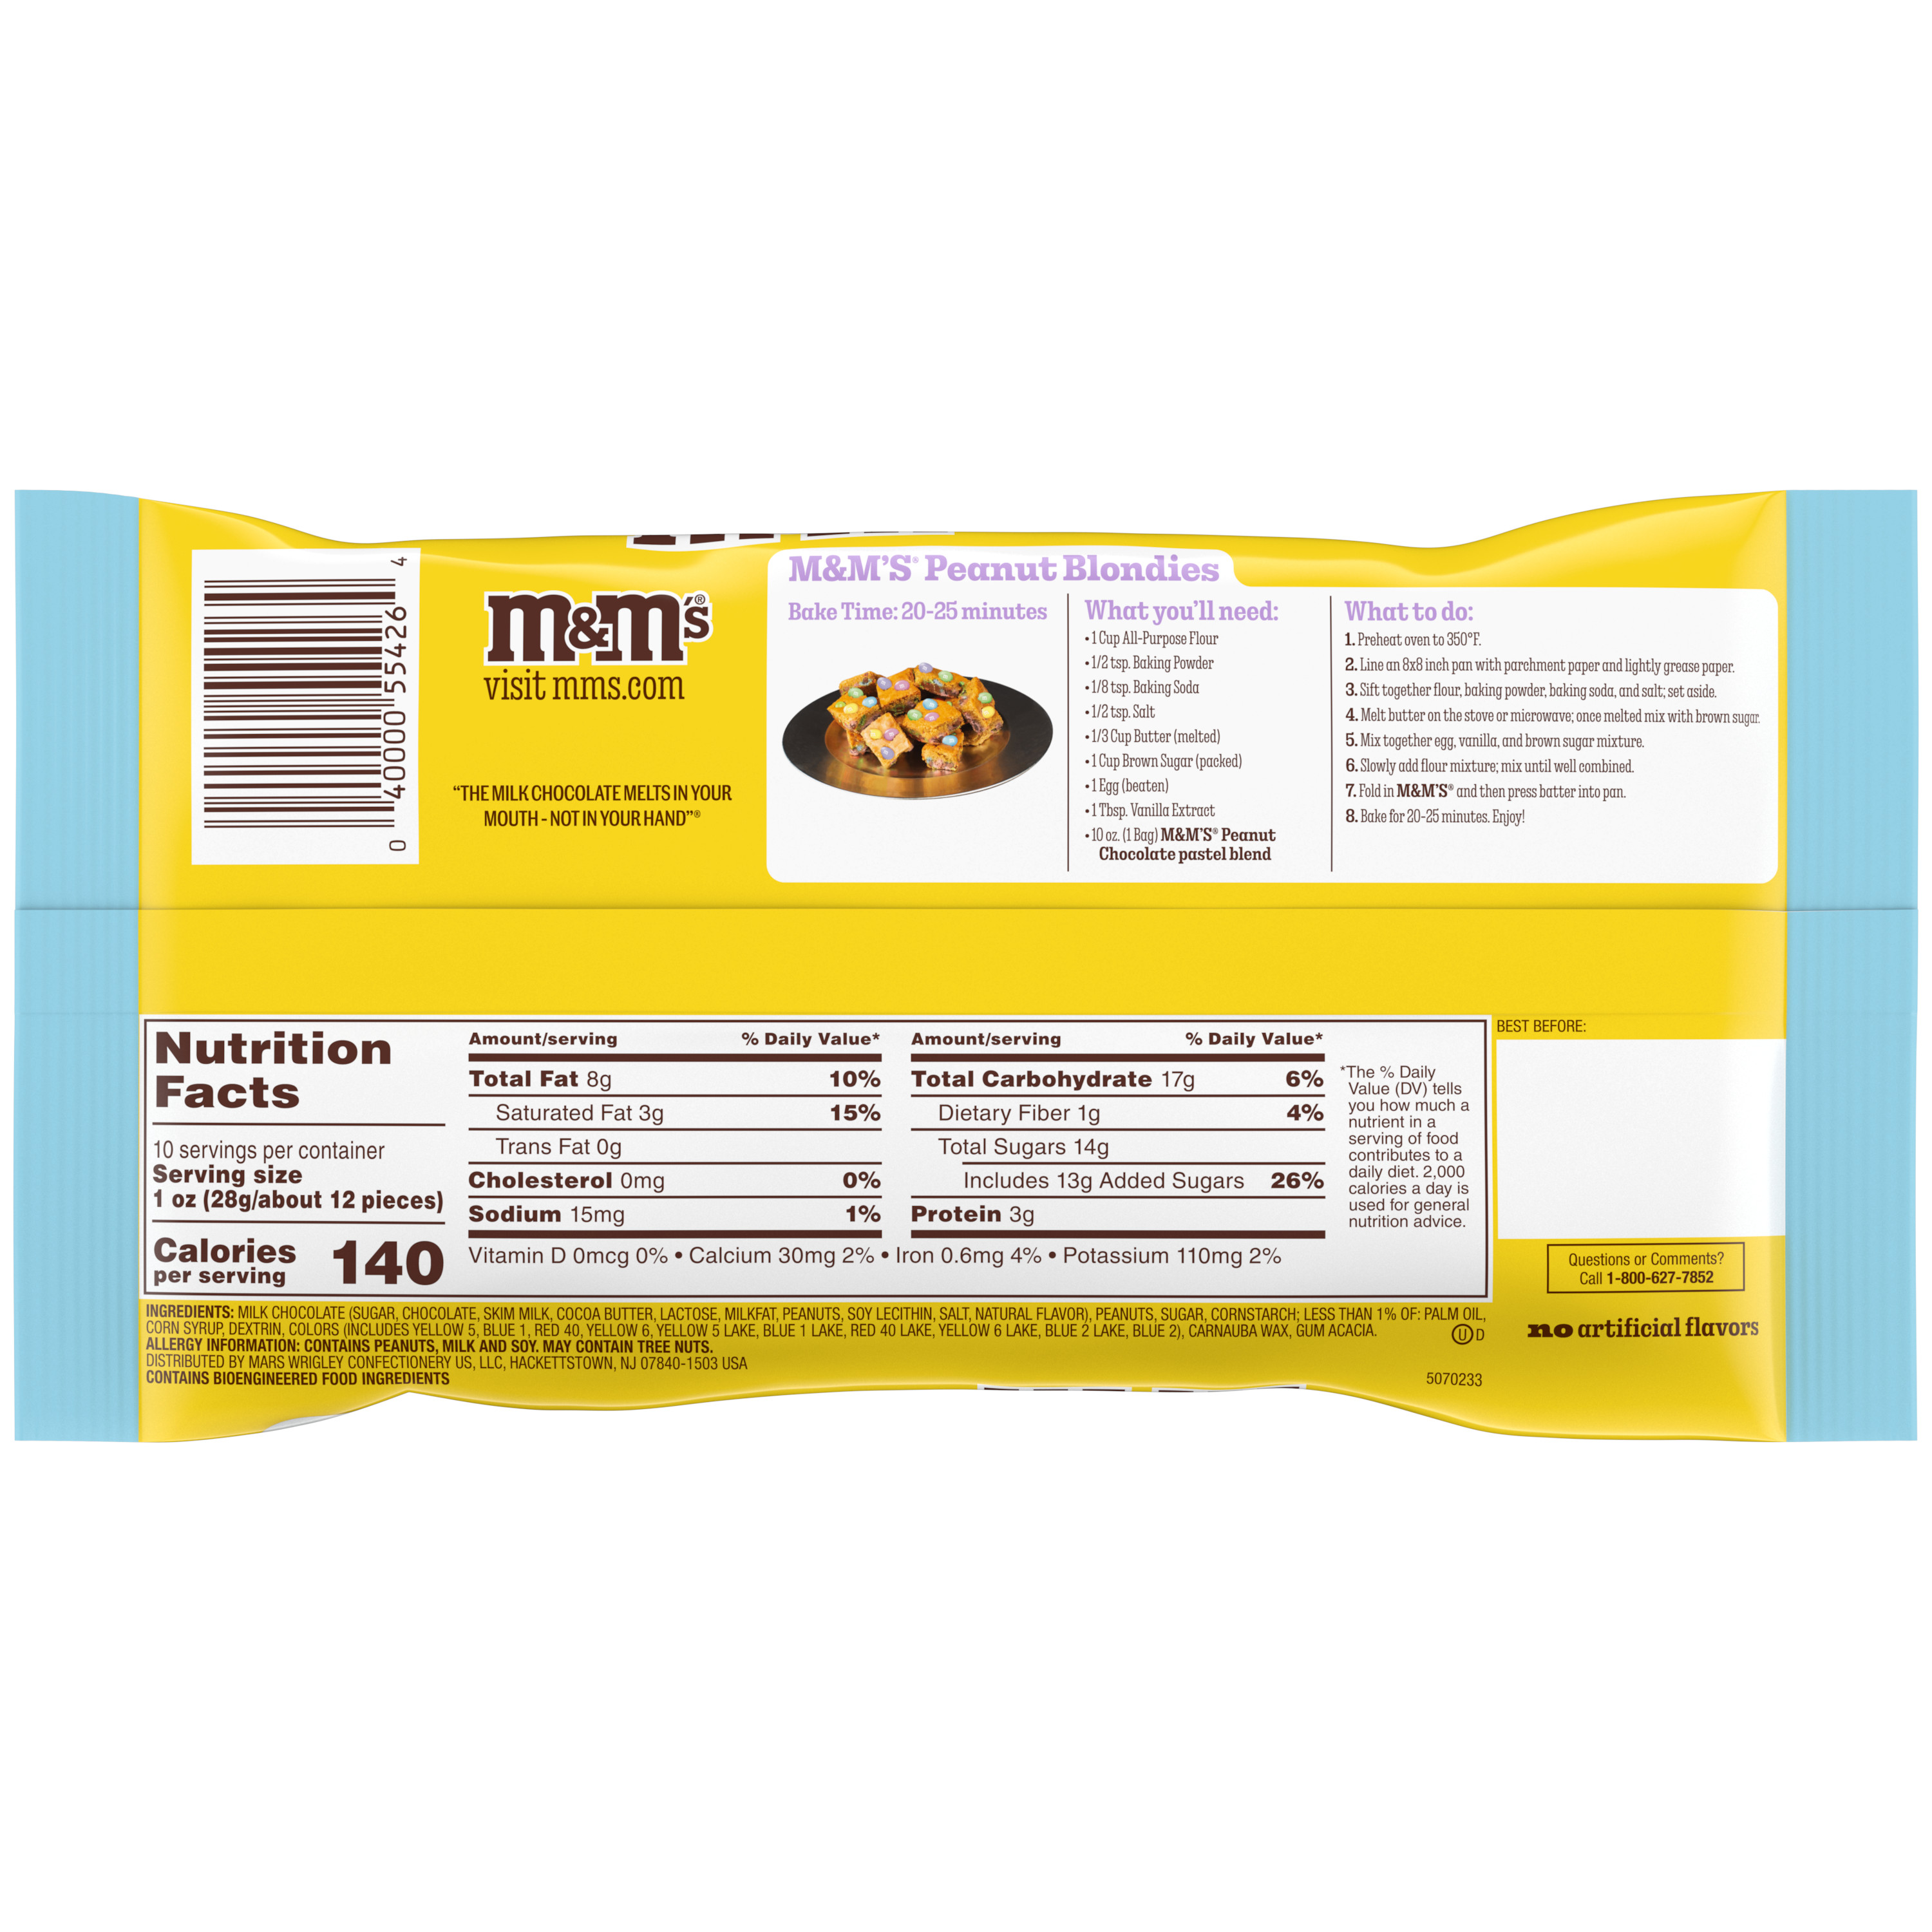 4
55426
40000
0
m&m's®
visit mms.com
“THE MILK CHOCOLATE MELTS IN YOUR
MOUTH - NOT IN YOUR HAND”®
M&M'S® Peanut Blondies
Bake Time: 20-25 minutes
What you'll need:
• 1 Cup All-Purpose Flour
• 1/2 tsp. Baking Powder
• 1/8 tsp. Baking Soda
• 1/2 tsp. Salt
• 1/3 Cup Butter (melted)
• 1 Cup Brown Sugar (packed)
• 1 Egg (beaten)
• 1 Tbsp. Vanilla Extract
• 10 oz. (1 Bag) M&M'S® Peanut
Chocolate pastel blend
What to do:
1. Preheat oven to 350°F.
2. Line an 8x8 inch pan with parchment paper and lightly grease paper.
3. Sift together flour, baking powder, baking soda, and salt; set aside.
4. Melt butter on the stove or microwave; once melted mix with brown sugar.
5. Mix together egg, vanilla, and brown sugar mixture.
6. Slowly add flour mixture; mix until well combined.
7. Fold in M&M'S® and then press batter into pan.
8. Bake for 20-25 minutes. Enjoy!
Nutrition
Facts
10 servings per container
Serving size
1 oz (28g/about 12 pieces)
Calories
per serving
140
Amount/serving % Daily Value*
Total Fat 8g 10%
Saturated Fat 3g 15%
Trans Fat 0g
Cholesterol 0mg 0%
Sodium 15mg 1%
Amount/serving % Daily Value*
Total Carbohydrate 17g 6%
Dietary Fiber 1g 4%
Total Sugars 14g
Includes 13g Added Sugars 26%
Protein 3g
Vitamin D 0mcg 0% • Calcium 30mg 2% • Iron 0.6mg 4% • Potassium 110mg 2%
*The % Daily
Value (DV) tells
you how much a
nutrient in a
serving of food
contributes to a
daily diet. 2,000
calories a day is
used for general
nutrition advice.
BEST BEFORE:
Questions or Comments?
Call 1-800-627-7852
no artificial flavors
INGREDIENTS: MILK CHOCOLATE (SUGAR, CHOCOLATE, SKIM MILK, COCOA BUTTER, LACTOSE, MILKFAT, PEANUTS, SOY LECITHIN, SALT, NATURAL FLAVOR), PEANUTS, SUGAR, CORNSTARCH; LESS THAN 1% OF: PALM OIL,
CORN SYRUP, DEXTRIN, COLORS (INCLUDES YELLOW 5, BLUE 1, RED 40, YELLOW 6, YELLOW 5 LAKE, BLUE 1 LAKE, RED 40 LAKE, YELLOW 6 LAKE, BLUE 2 LAKE, BLUE 2), CARNAUBA WAX, GUM ACACIA.
U D
ALLERGY INFORMATION: CONTAINS PEANUTS, MILK AND SOY. MAY CONTAIN TREE NUTS.
DISTRIBUTED BY MARS WRIGLEY CONFECTIONERY US, LLC, HACKETTSTOWN, NJ 07840-1503 USA
CONTAINS BIOENGINEERED FOOD INGREDIENTS
5070233